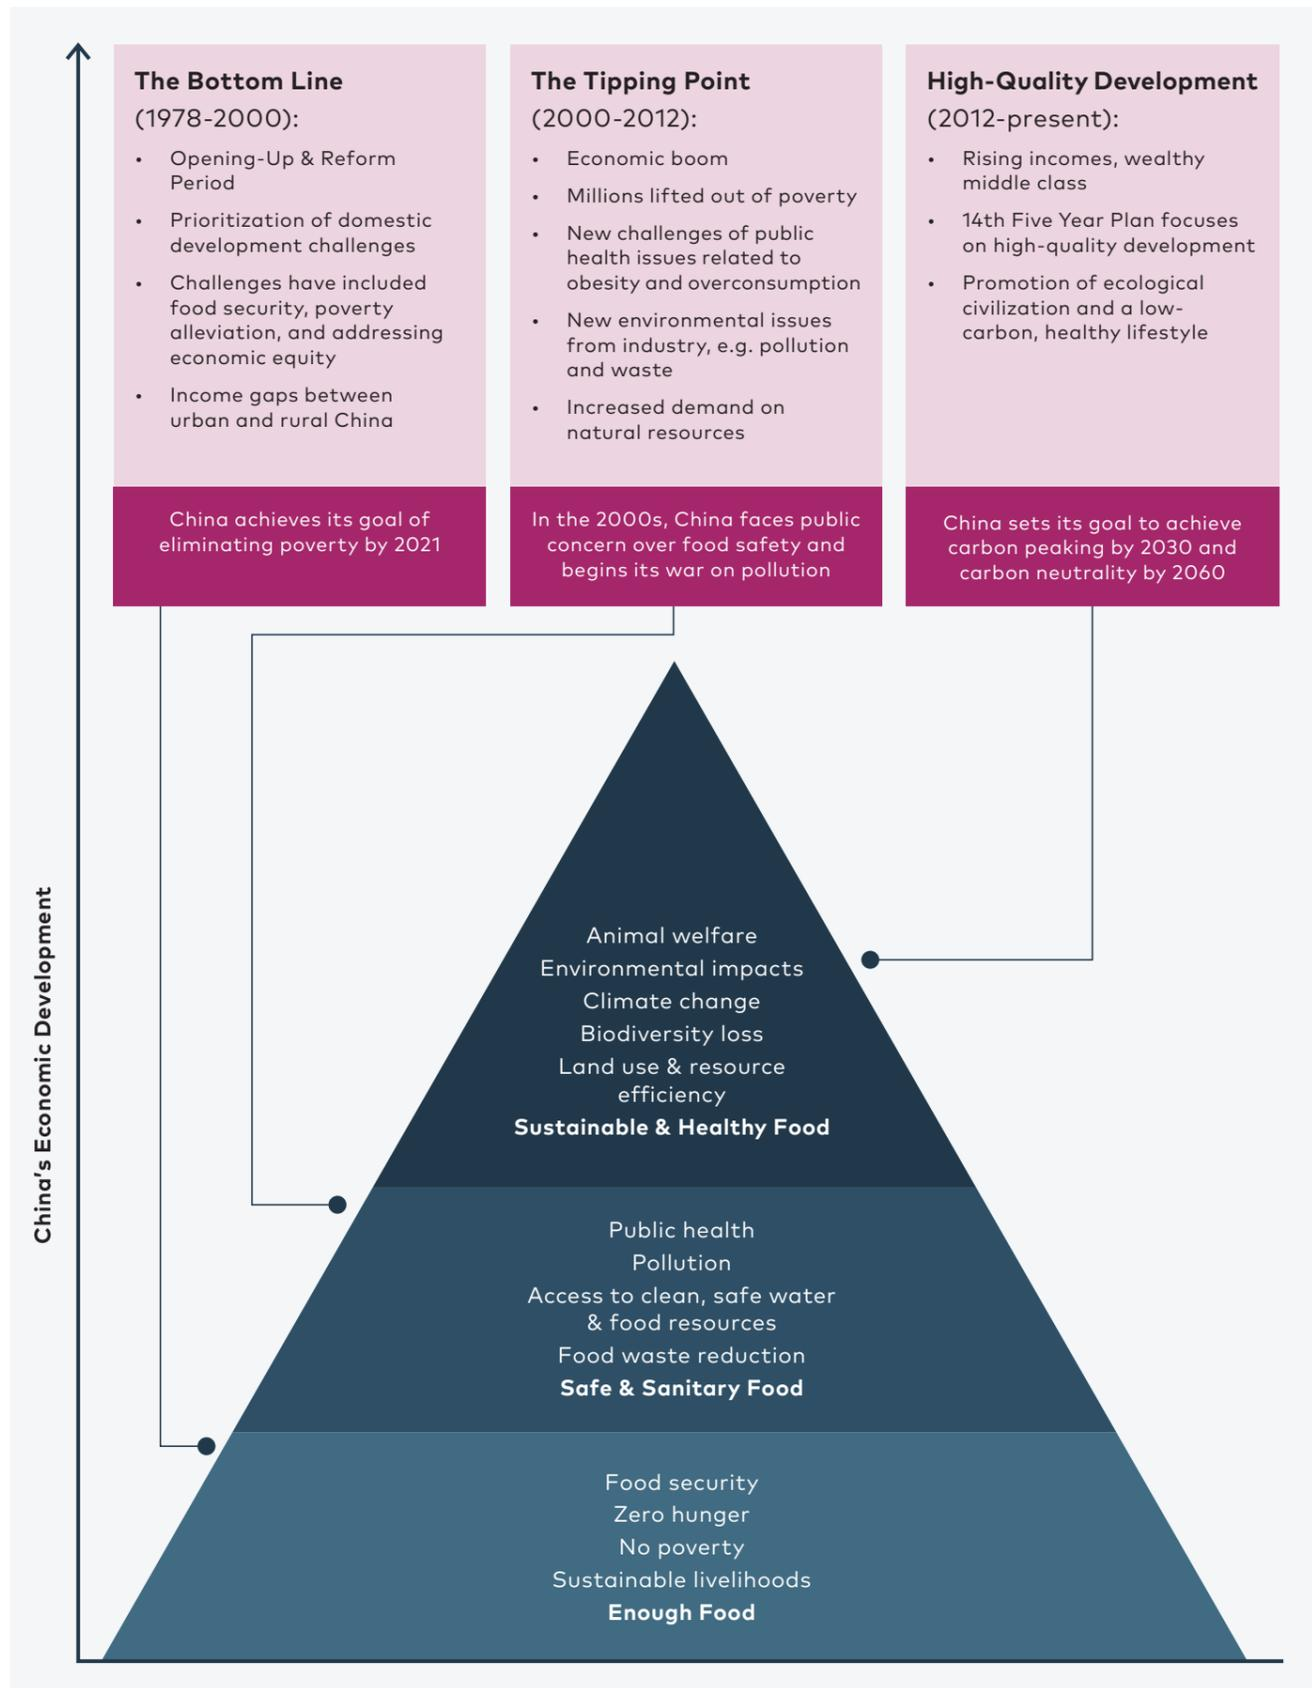 The Bottom Line
(1978-2000):
• Opening-Up & Reform
Period
• Prioritization of domestic
development challenges
• Challenges have included
food security, poverty
alleviation, and addressing
economic equity
• Income gaps between
urban and rural China
China achieves its goal of
eliminating poverty by 2021
The Tipping Point
(2000-2012):
• Economic boom
• Millions lifted out of poverty
• New challenges of public
health issues related to
obesity and overconsumption
• New environmental issues
from industry, e.g. pollution
and waste
• Increased demand on
natural resources
In the 2000s, China faces public
concern over food safety and
begins its war on pollution
High-Quality Development
(2012-present):
• Rising incomes, wealthy
middle class
• 14th Five Year Plan focuses
on high-quality development
• Promotion of ecological
civilization and a low-
carbon, healthy lifestyle
China sets its goal to achieve
carbon peaking by 2030 and
carbon neutrality by 2060
China's Economic Development
Animal welfare
Environmental impacts
Climate change
Biodiversity loss
Land use & resource
efficiency
Sustainable & Healthy Food
Public health
Pollution
Access to clean, safe water
& food resources
Food waste reduction
Safe & Sanitary Food
Food security
Zero hunger
No poverty
Sustainable livelihoods
Enough Food